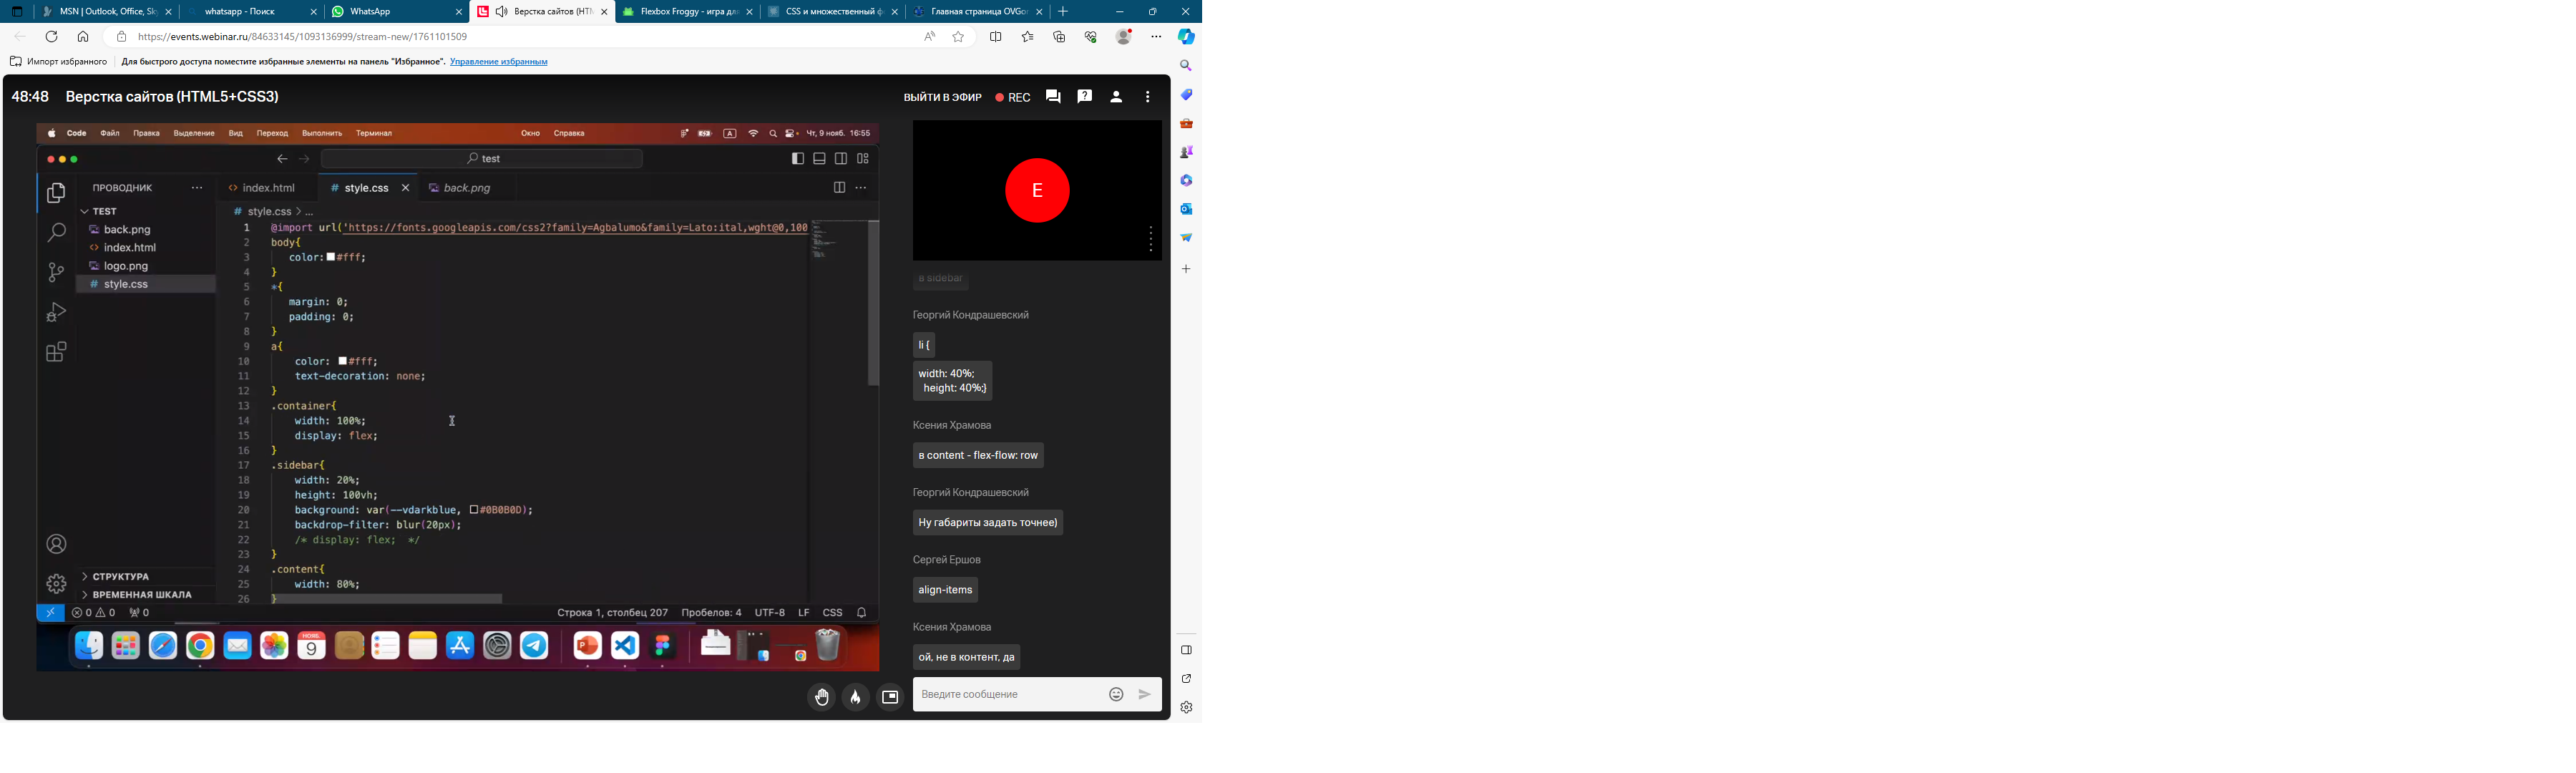 MSN | Outlook, Office, Sk
whatsapp - Поиск
WhatsApp
Верстка сайтов (HTM
Flexbox Froggy - игра для
CSS и множественный ф
Главная страница OVGor
https://events.webinar.ru/84633145/1093136999/stream-new/1761101509
Импорт избранного
Для быстрого доступа поместите избранные элементы на панель "Избранное". Управление избранным
48:48 Верстка сайтов (HTML5+CSS3)
ВЫЙТИ В ЭФИР REC
Code Файл Правка Выделение Вид Переход Выполнить Терминал Окно Справка
A Чт, 9 нояб. 16:55
test
ПРОВОДНИК
index.html
# style.css
back.png
TEST
back.png
index.html
logo.png
# style.css
# style.css > ...
1 @import url('https://fonts.googleapis.com/css2?family=Agbalumo&family=Lato:ital,wght@0,100
2 body{
3 color: #fff;
4 }
5 *{
6 margin: 0;
7 padding: 0;
8 }
9 a{
10 color: #fff;
11 text-decoration: none;
12 }
13 .container{
14 width: 100%;
15 display: flex;
16 }
17 .sidebar{
18 width: 20%;
19 height: 100vh;
20 background: var(--vdarkblue, #0B0B0D);
21 backdrop-filter: blur(20px);
22 /* display: flex; */
23 }
24 .content{
25 width: 80%;
26 }
СТРУКТУРА
ВРЕМЕННАЯ ШКАЛА
0 0 0
Строка 1, столбец 207 Пробелов: 4 UTF-8 LF CSS
НОЯБ.
9
E
в sidebar
Георгий Кондрашевский
li {
width: 40%;
height: 40%;}
Ксения Храмова
в content - flex-flow: row
Георгий Кондрашевский
Ну габариты задать точнее)
Сергей Ершов
align-items
Ксения Храмова
ой, не в контент, да
Введите сообщение